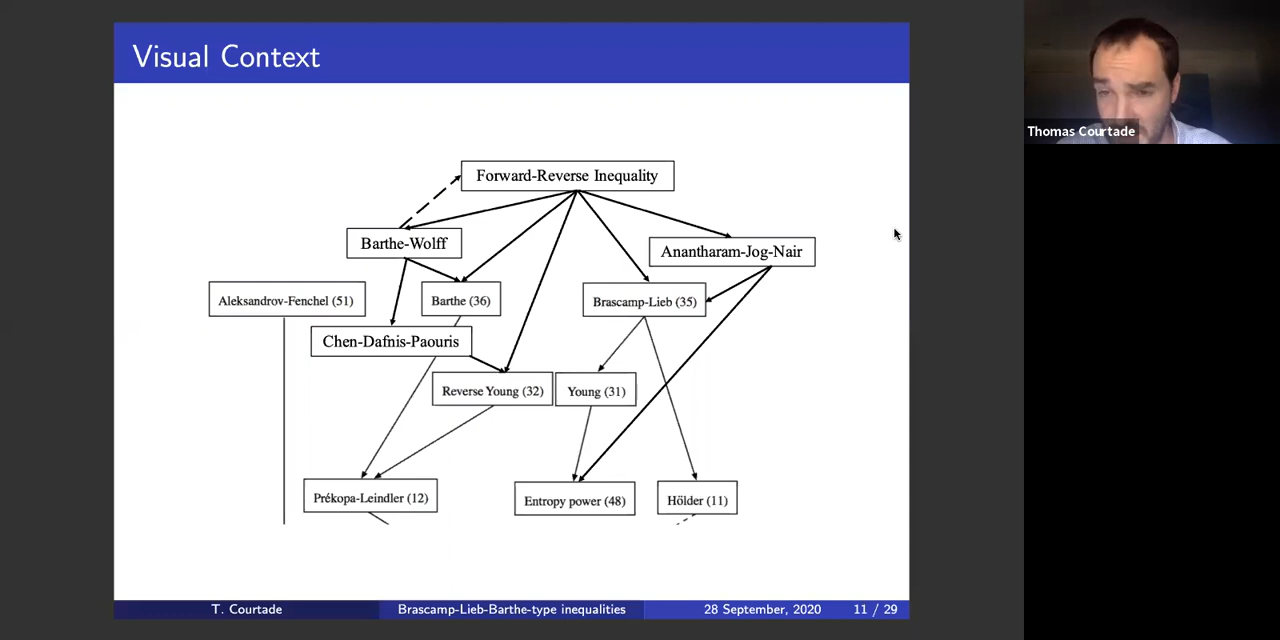 Visual Context
Thomas Courtade
Forward-Reverse Inequality
Barthe-Wolff
Anantharam-Jog-Nair
Aleksandrov-Fenchel (51)
Barthe (36)
Brascamp-Lieb (35)
Chen-Dafnis-Paouris
Reverse Young (32)
Young (31)
Prékopa-Leindler (12)
Entropy power (48)
Hölder (11)
T. Courtade
Brascamp-Lieb-Barthe-type inequalities
28 September, 2020
11 / 29